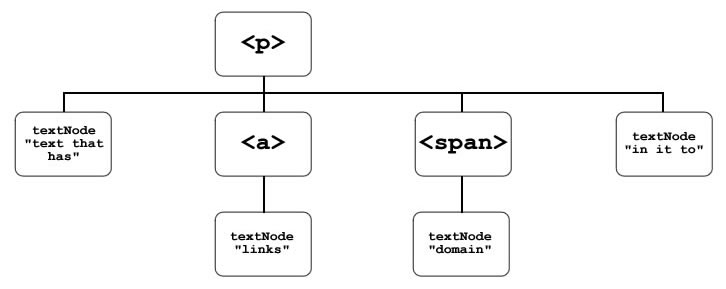 <p>
textNode
"text that
has"
<a>
<span>
textNode
"in it to"
textNode
"links"
textNode
"domain"